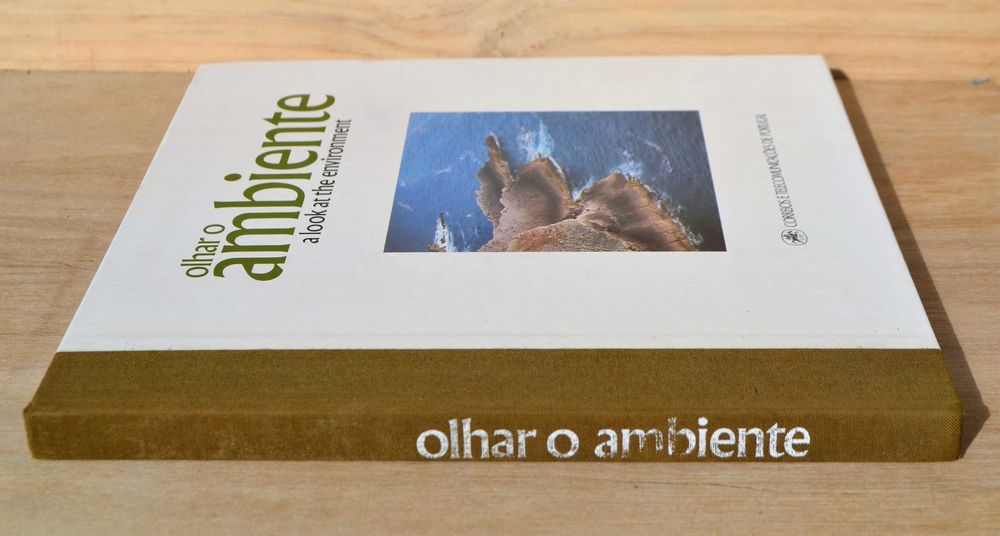 olhar o
ambiente
a look at the environment
CORREIOS E TELECOMUNICAÇÕES DE PORTUGAL
olhar o ambiente